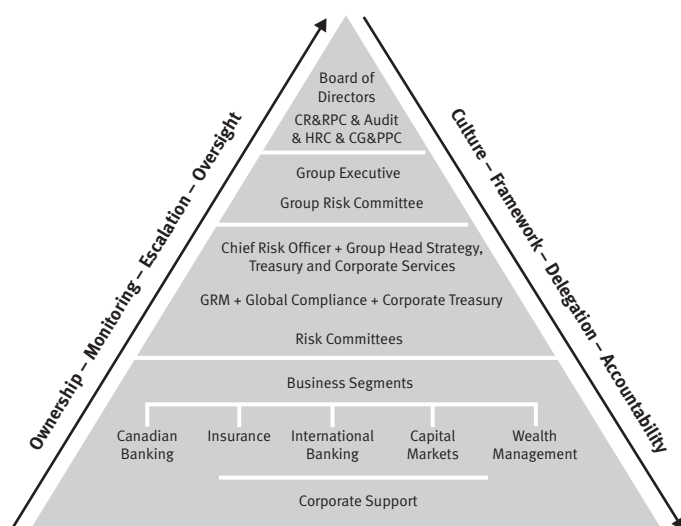 Board of
Directors
CR&RPC & Audit
& HRC & CG&PPC
Group Executive
Group Risk Committee
Chief Risk Officer + Group Head Strategy,
Treasury and Corporate Services
GRM + Global Compliance + Corporate Treasury
Risk Committees
Business Segments
Canadian
Banking
Insurance
International
Banking
Capital
Markets
Wealth
Management
Corporate Support
Ownership – Monitoring – Escalation – Oversight
Culture – Framework – Delegation – Accountability